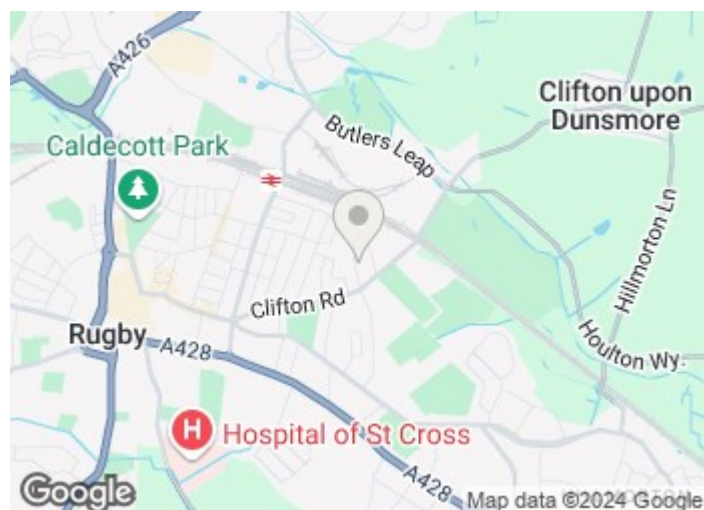 A426
Clifton upon
Dunsmore
Butlers Leap
Caldecott Park
Hillmorton Ln
Clifton Rd
Rugby
A428
Houlton Wy.
H
Hospital of St Cross
A428
Google
Map data ©2024 Google